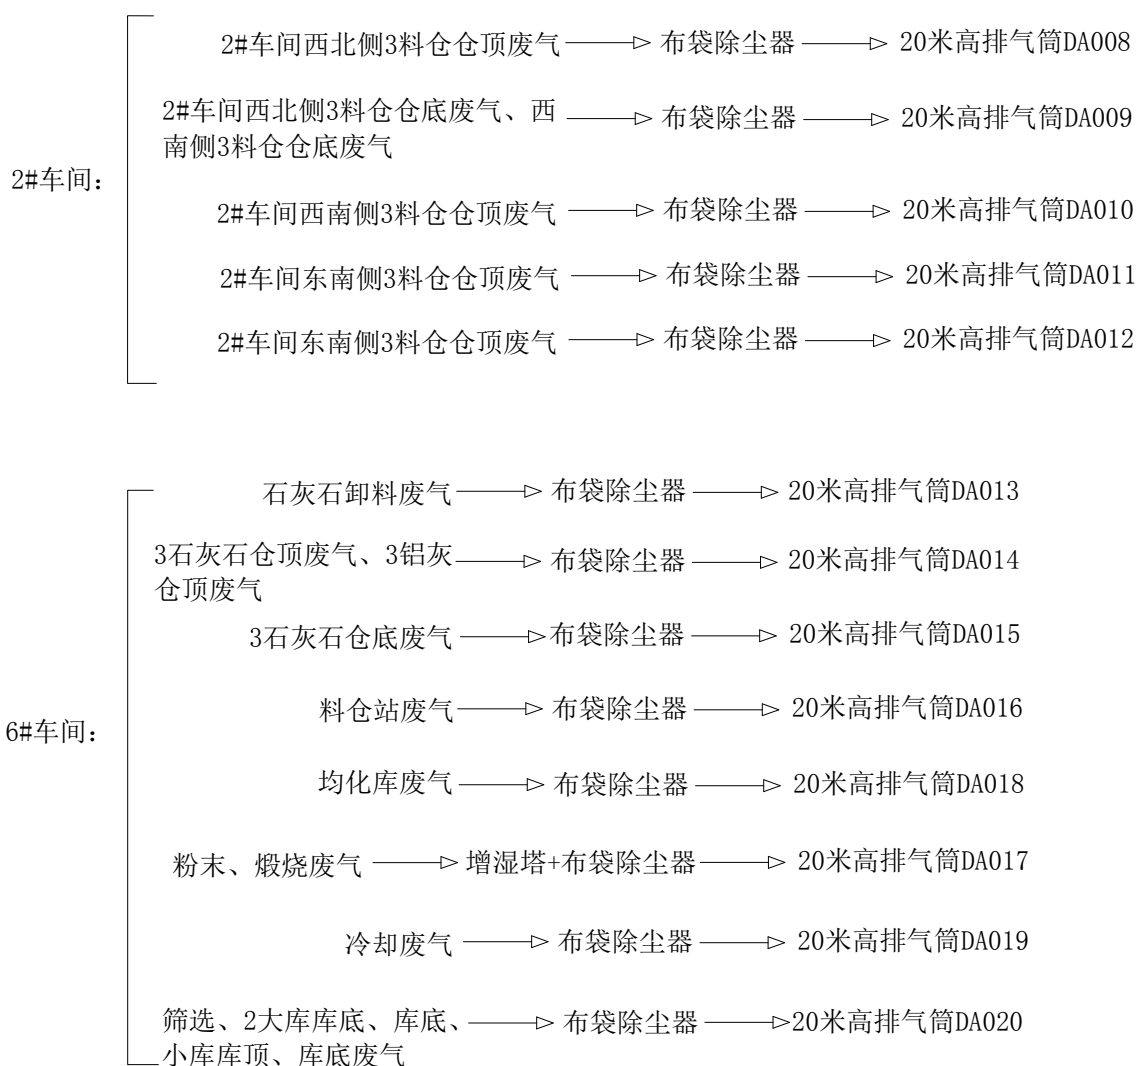 2#车间西北侧3料仓仓顶废气 布袋除尘器 20米高排气筒DA008
2#车间西北侧3料仓仓底废气、西
南侧3料仓仓底废气 布袋除尘器 20米高排气筒DA009
2#车间：
2#车间西南侧3料仓仓顶废气 布袋除尘器 20米高排气筒DA010
2#车间东南侧3料仓仓顶废气 布袋除尘器 20米高排气筒DA011
2#车间东南侧3料仓仓顶废气 布袋除尘器 20米高排气筒DA012
石灰石卸料废气 布袋除尘器 20米高排气筒DA013
3石灰石仓顶废气、3铝灰
仓顶废气 布袋除尘器 20米高排气筒DA014
3石灰石仓底废气 布袋除尘器 20米高排气筒DA015
料仓站废气 布袋除尘器 20米高排气筒DA016
6#车间：
均化库废气 布袋除尘器 20米高排气筒DA018
粉末、煅烧废气 增湿塔+布袋除尘器 20米高排气筒DA017
冷却废气 布袋除尘器 20米高排气筒DA019
筛选、2大库库底、库底、
小库库顶、库底废气 布袋除尘器 20米高排气筒DA020